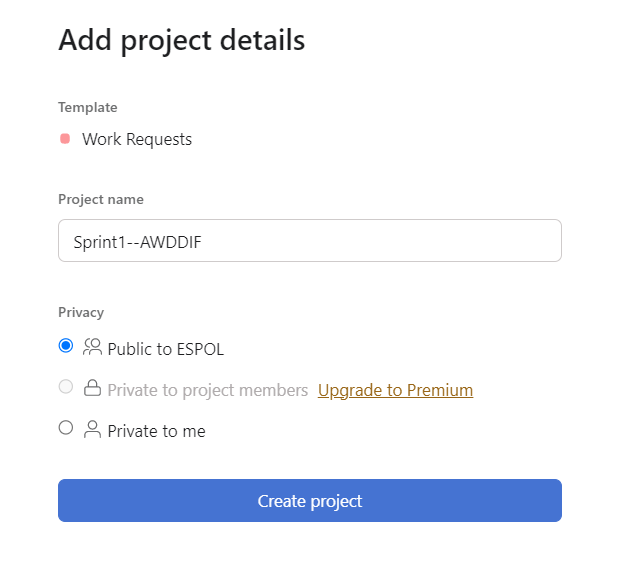 Add project details
Template
Work Requests
Project name
Sprint1--AWDDIF
Privacy
Public to ESPOL
Private to project members Upgrade to Premium
Private to me
Create project